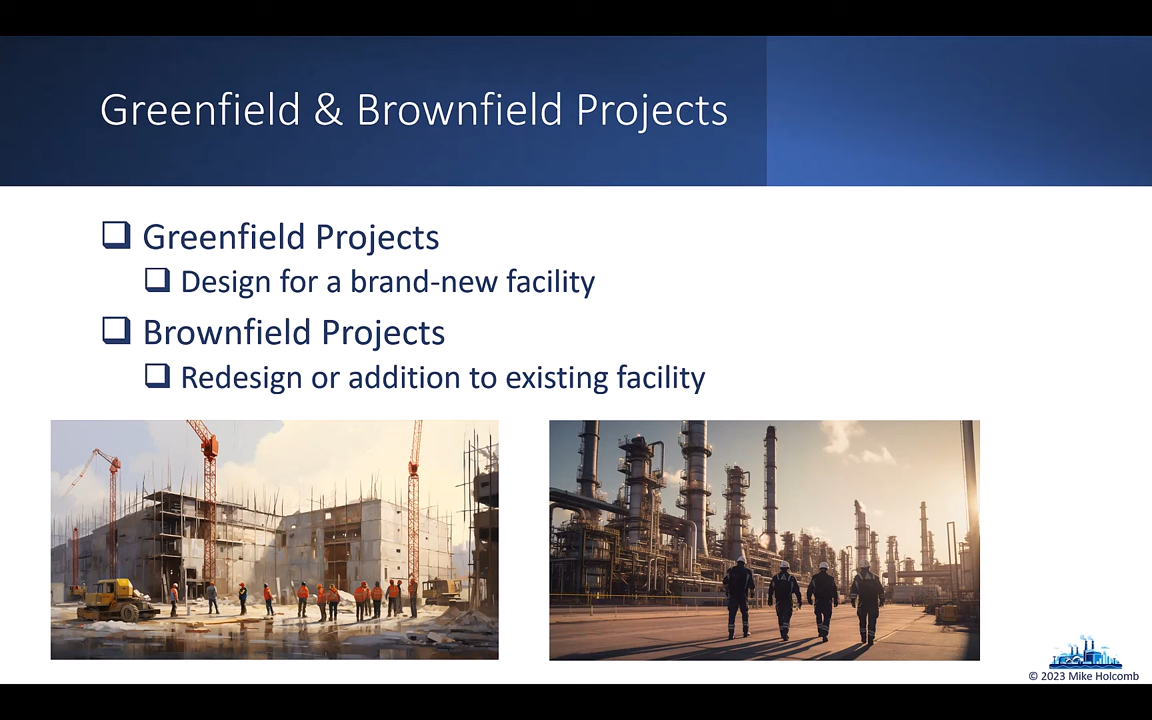 Greenfield & Brownfield Projects
Greenfield Projects
Design for a brand-new facility
Brownfield Projects
Redesign or addition to existing facility
© 2023 Mike Holcomb